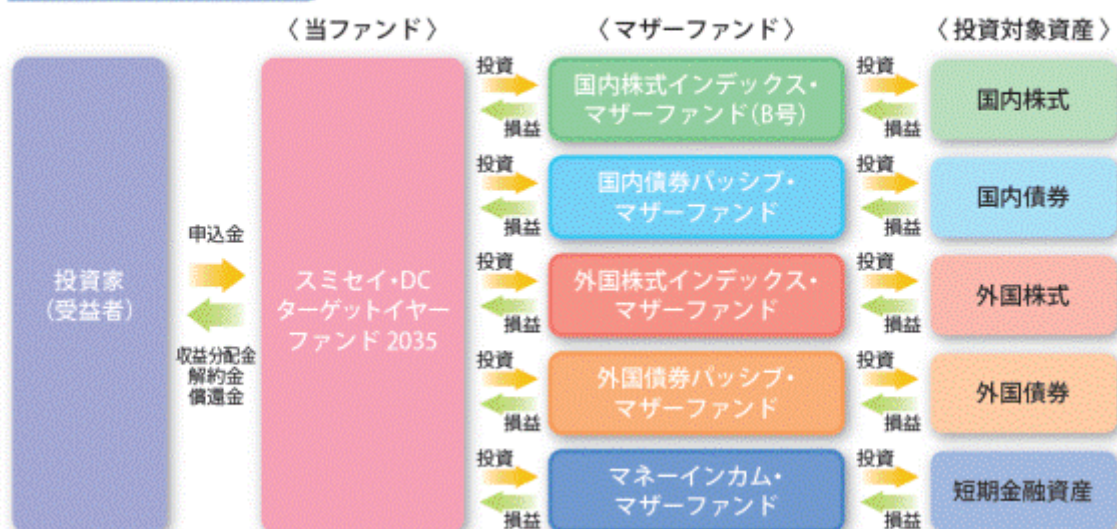 〈当ファンド〉
〈マザーファンド〉
〈投資対象資産〉
投資家
(受益者)
申込金
収益分配金
解約金
償還金
スミセイ・DC
ターゲットイヤー
ファンド 2035
投資
損益
国内株式インデックス・
マザーファンド(B号)
投資
損益
国内株式
投資
損益
国内債券パッシブ・
マザーファンド
投資
損益
国内債券
投資
損益
外国株式インデックス・
マザーファンド
投資
損益
外国株式
投資
損益
外国債券パッシブ・
マザーファンド
投資
損益
外国債券
投資
損益
マネーインカム・
マザーファンド
投資
損益
短期金融資産